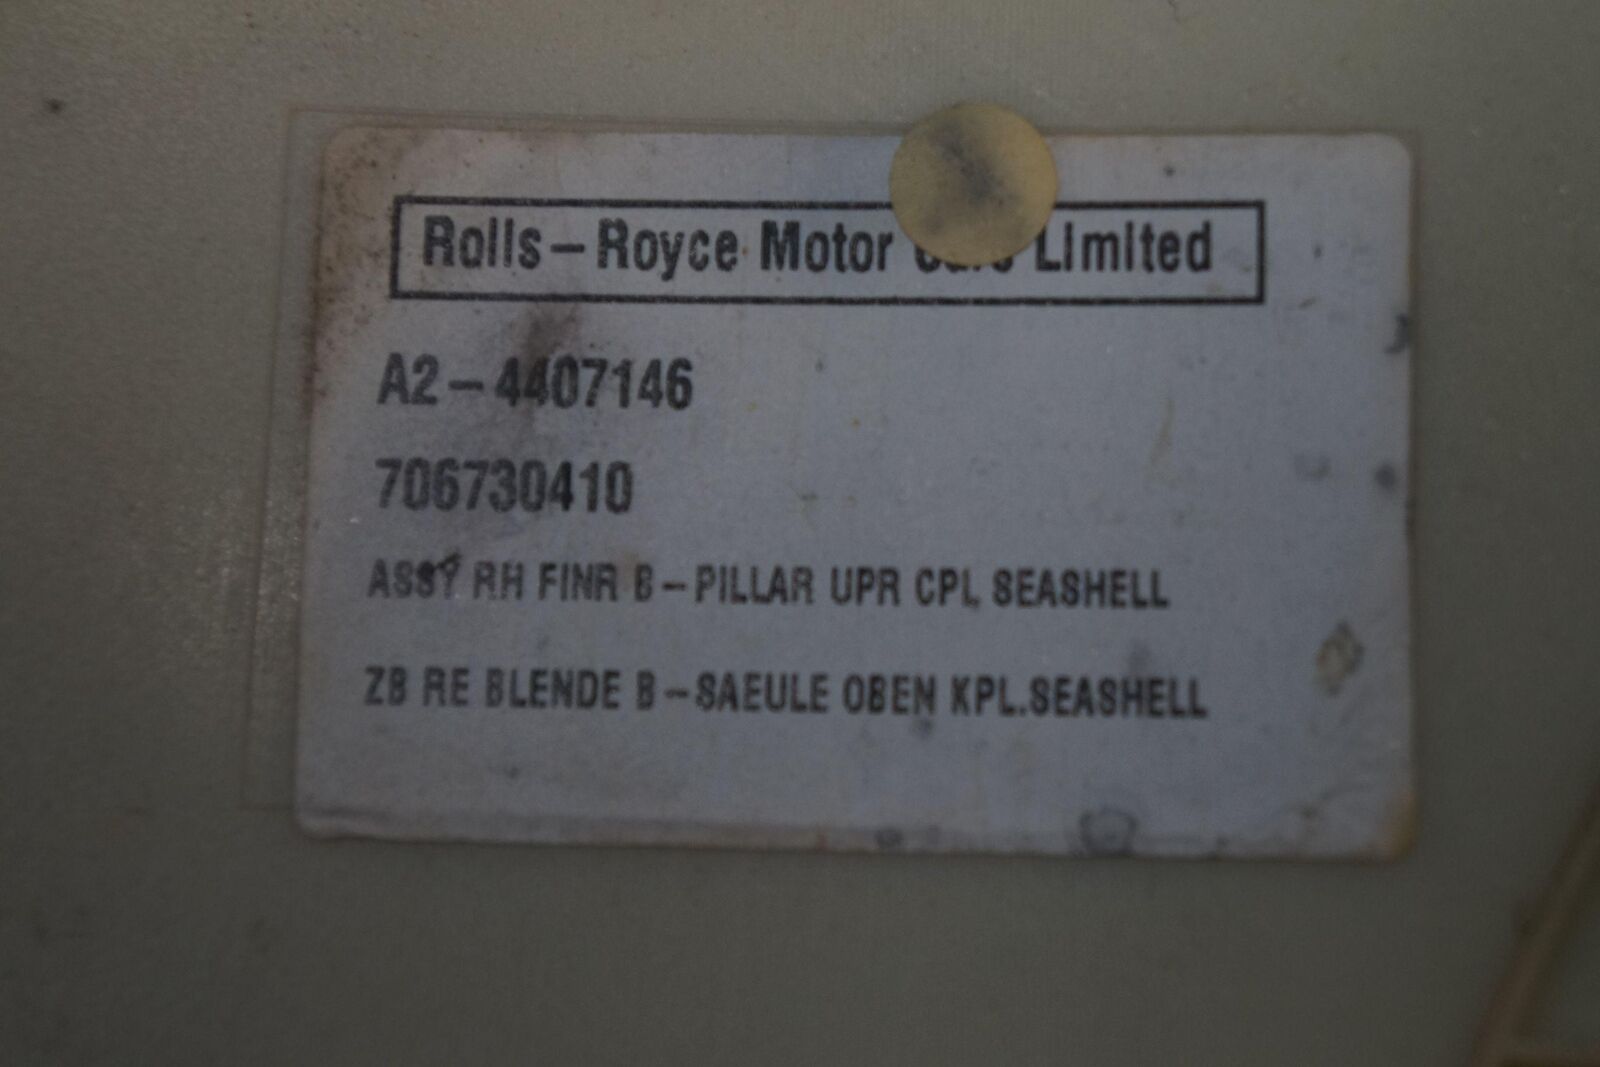 Rolls-Royce Motor Cars Limited
A2-4407146
706730410
ASSY RH FINR B-PILLAR UPR CPL SEASHELL
ZB RE BLENDE B-SAEULE OBEN KPL.SEASHELL